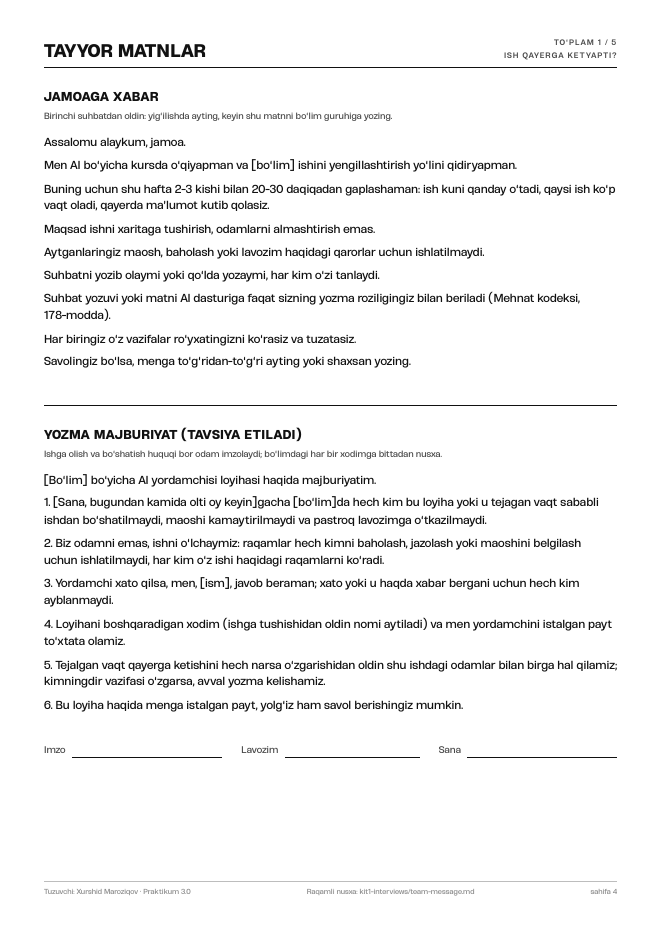 TAYYOR MATNLAR
TO‘PLAM 1 / 5
ISH QAYERGA KETYAPTI?
JAMOAGA XABAR
Birinchi suhbatdan oldin: yig‘ilishda ayting, keyin shu matnni bo‘lim guruhiga yozing.
Assalomu alaykum, jamoa.
Men AI bo‘yicha kursda o‘qiyapman va [bo‘lim] ishini yengillashtirish yo‘lini qidiryapman.
Buning uchun shu hafta 2-3 kishi bilan 20-30 daqiqadan gaplashaman: ish kuni qanday o‘tadi, qaysi ish ko‘p
vaqt oladi, qayerda ma’lumot kutib qolasiz.
Maqsad ishni xaritaga tushirish, odamlarni almashtirish emas.
Aytganlaringiz maosh, baholash yoki lavozim haqidagi qarorlar uchun ishlatilmaydi.
Suhbatni yozib olaymi yoki qo‘lda yozaymi, har kim o‘zi tanlaydi.
Suhbat yozuvi yoki matni AI dasturiga faqat sizning yozma roziligingiz bilan beriladi (Mehnat kodeksi,
178-modda).
Har biringiz o‘z vazifalar ro‘yxatingizni ko‘rasiz va tuzatasiz.
Savolingiz bo‘lsa, menga to‘g‘ridan-to‘g‘ri ayting yoki shaxsan yozing.
YOZMA MAJBURIYAT (TAVSIYA ETILADI)
Ishga olish va bo‘shatish huquqi bor odam imzolaydi; bo‘limdagi har bir xodimga bittadan nusxa.
[Bo‘lim] bo‘yicha AI yordamchisi loyihasi haqida majburiyatim.
1. [Sana, bugundan kamida olti oy keyin]gacha [bo‘lim]da hech kim bu loyiha yoki u tejagan vaqt sababli
ishdan bo‘shatilmaydi, maoshi kamaytirilmaydi va pastroq lavozimga o‘tkazilmaydi.
2. Biz odamni emas, ishni o‘lchaymiz: raqamlar hech kimni baholash, jazolash yoki maoshini belgilash
uchun ishlatilmaydi, har kim o‘z ishi haqidagi raqamlarni ko‘radi.
3. Yordamchi xato qilsa, men, [ism], javob beraman; xato yoki u haqda xabar bergani uchun hech kim
ayblanmaydi.
4. Loyihani boshqaradigan xodim (ishga tushishidan oldin nomi aytiladi) va men yordamchini istalgan payt
to‘xtata olamiz.
5. Tejalgan vaqt qayerga ketishini hech narsa o‘zgarishidan oldin shu ishdagi odamlar bilan birga hal qilamiz;
kimningdir vazifasi o‘zgarsa, avval yozma kelishamiz.
6. Bu loyiha haqida menga istalgan payt, yolg‘iz ham savol berishingiz mumkin.
Imzo
Lavozim
Sana
Tuzuvchi: Xurshid Maroziqov · Praktikum 3.0
Raqamli nusxa: kit1-interviews/team-message.md
sahifa 4